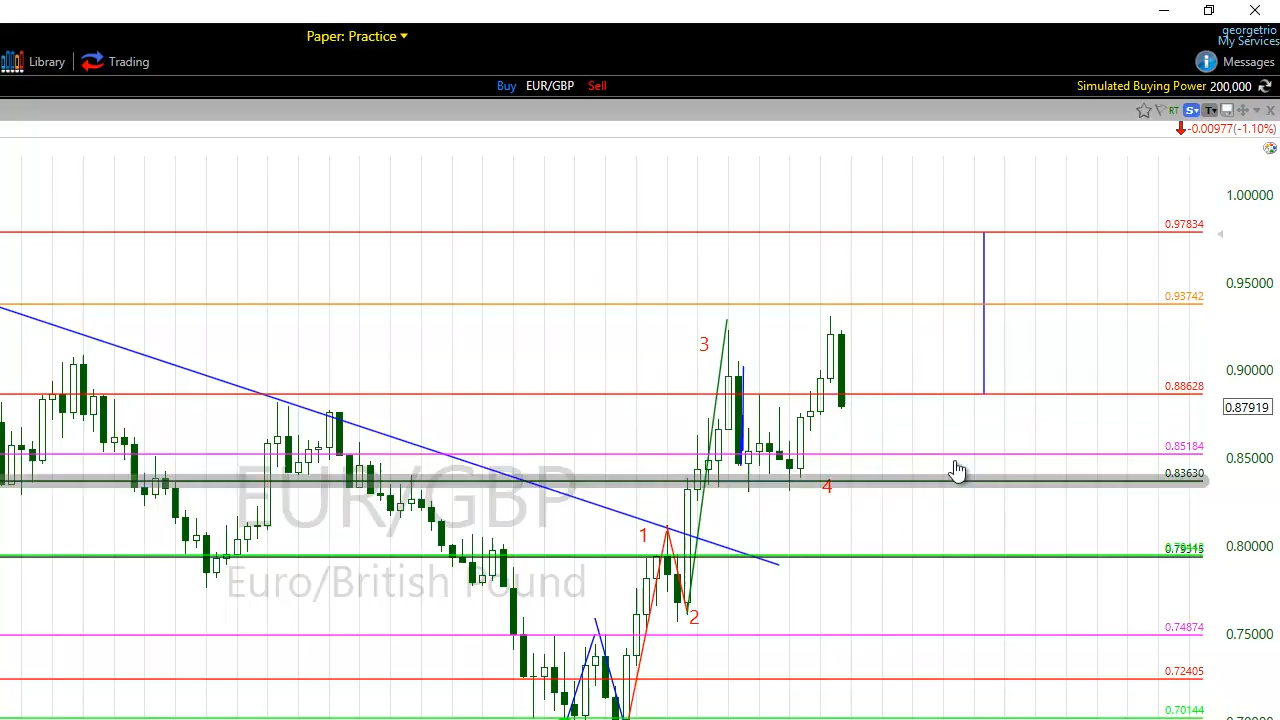 Paper: Practice
georgetrio
My Services
Library
Trading
Messages
Buy EUR/GBP Sell
Simulated Buying Power 200,000
RT S T X
-0.00977(-1.10%)
1.00000
0.97834
0.95000
0.93742
3
0.90000
0.88628
0.87919
0.85184
0.85000
0.83630
4
EUR/GBP
1
0.80000
0.79315
Euro/British Pound
2
0.74874
0.75000
0.72405
0.70144